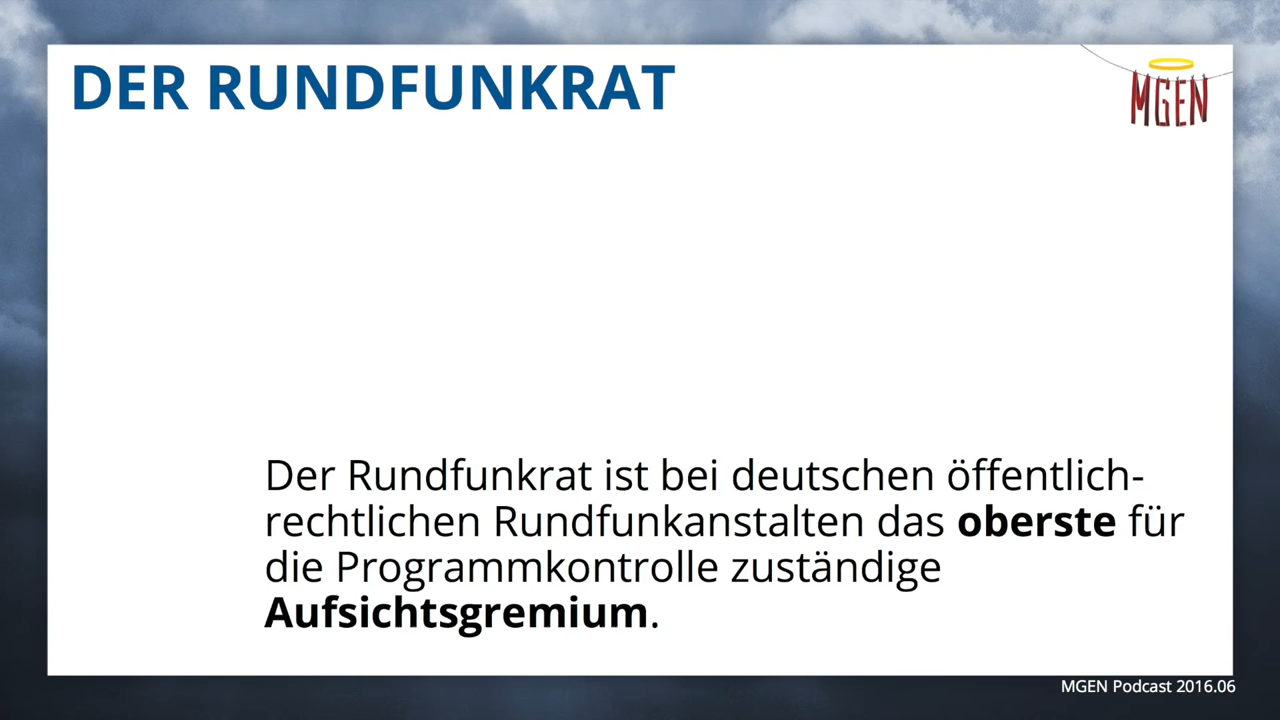 DER RUNDFUNKRAT
MGEN
Der Rundfunkrat ist bei deutschen öffentlich-
rechtlichen Rundfunkanstalten das oberste für
die Programmkontrolle zuständige
Aufsichtsgremium.
MGEN Podcast 2016.06